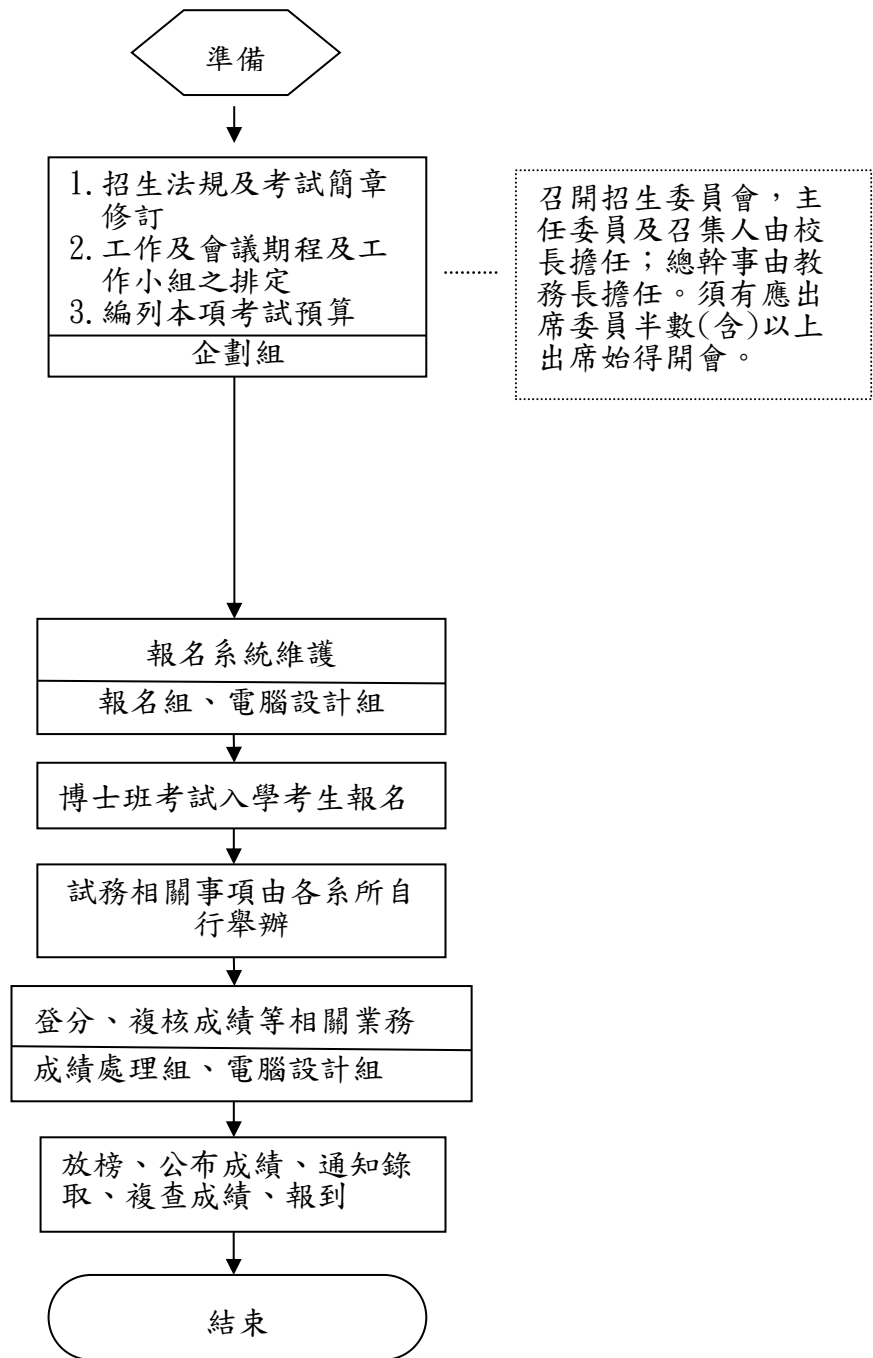 準備
1.招生法規及考試簡章
修訂
2.工作及會議期程及工
作小組之排定
3.編列本項考試預算
企劃組
召開招生委員會，主
任委員及召集人由校
長擔任；總幹事由教
務長擔任。須有應出
席委員半數(含)以上
出席始得開會。
報名系統維護
報名組、電腦設計組
博士班考試入學考生報名
試務相關事項由各系所自
行舉辦
登分、複核成績等相關業務
成績處理組、電腦設計組
放榜、公布成績、通知錄
取、複查成績、報到
結束